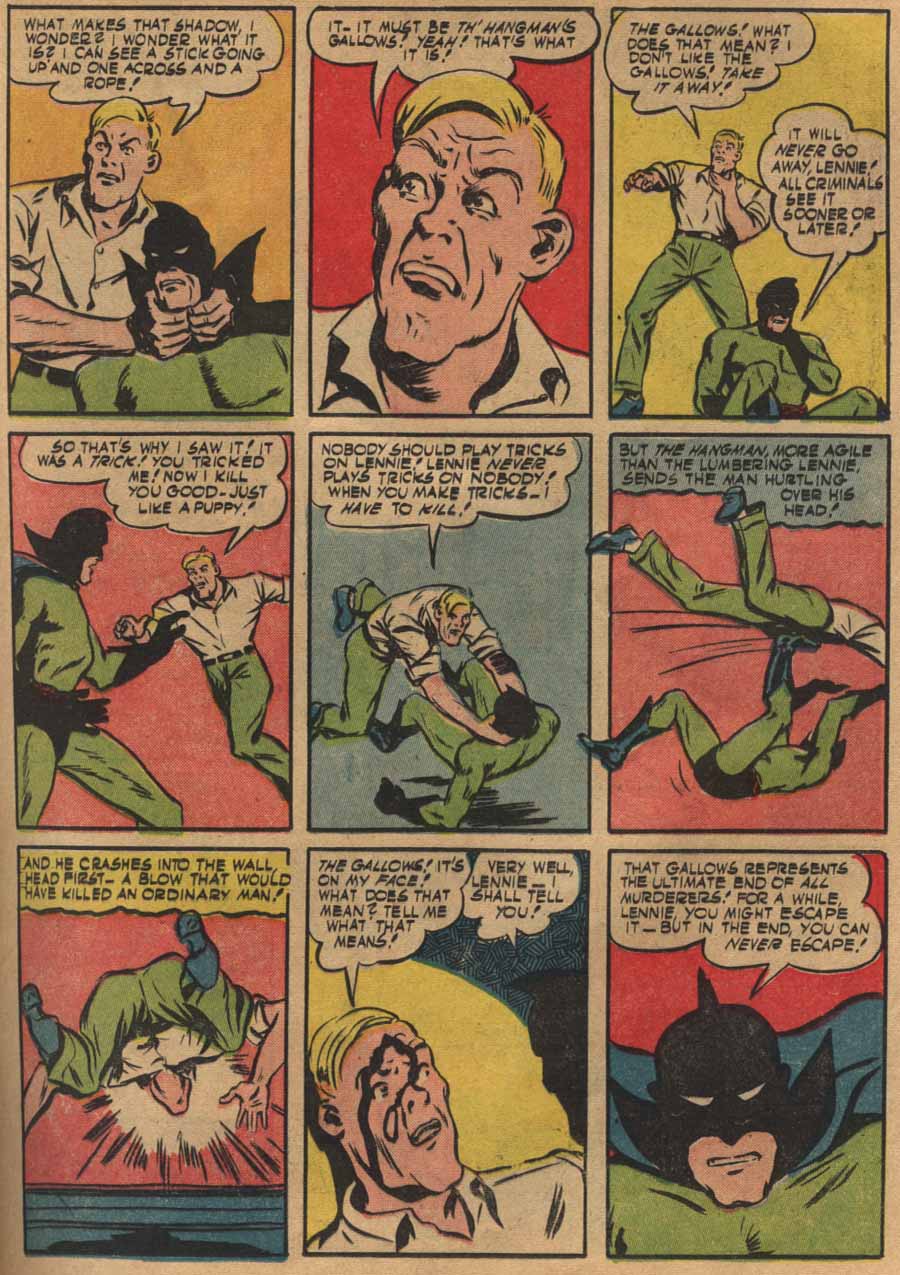 WHAT MAKES THAT SHADOW, I
WONDER? I WONDER WHAT IT
IS? I CAN SEE A STICK GOING
UP AND ONE ACROSS AND A
ROPE!
IT- IT MUST BE TH' HANGMAN'S
GALLOWS! YEAH! THAT'S WHAT
IT IS!
THE GALLOWS! WHAT
DOES THAT MEAN? I
DON'T LIKE THE
GALLOWS! TAKE
IT AWAY!
IT WILL
NEVER GO
AWAY, LENNIE!
ALL CRIMINALS
SEE IT
SOONER OR
LATER!
SO THAT'S WHY I SAW IT! IT
WAS A TRICK! YOU TRICKED
ME! NOW I KILL
YOU GOOD-JUST
LIKE A PUPPY!
NOBODY SHOULD PLAY TRICKS
ON LENNIE! LENNIE NEVER
PLAYS TRICKS ON NOBODY!
WHEN YOU MAKE TRICKS- I
HAVE TO KILL!
BUT THE HANGMAN, MORE AGILE
THAN THE LUMBERING LENNIE,
SENDS THE MAN HURTLING
OVER HIS
HEAD!
AND HE CRASHES INTO THE WALL
HEAD FIRST- A BLOW THAT WOULD
HAVE KILLED AN ORDINARY MAN!
THE GALLOWS! IT'S
ON MY FACE!
WHAT DOES THAT
MEAN? TELL ME
WHAT THAT
MEANS!
VERY WELL,
LENNIE- I
SHALL TELL
YOU!
THAT GALLOWS REPRESENTS
THE ULTIMATE END OF ALL
MURDERERS! FOR A WHILE,
LENNIE, YOU MIGHT ESCAPE
IT-BUT IN THE END, YOU CAN
NEVER ESCAPE!